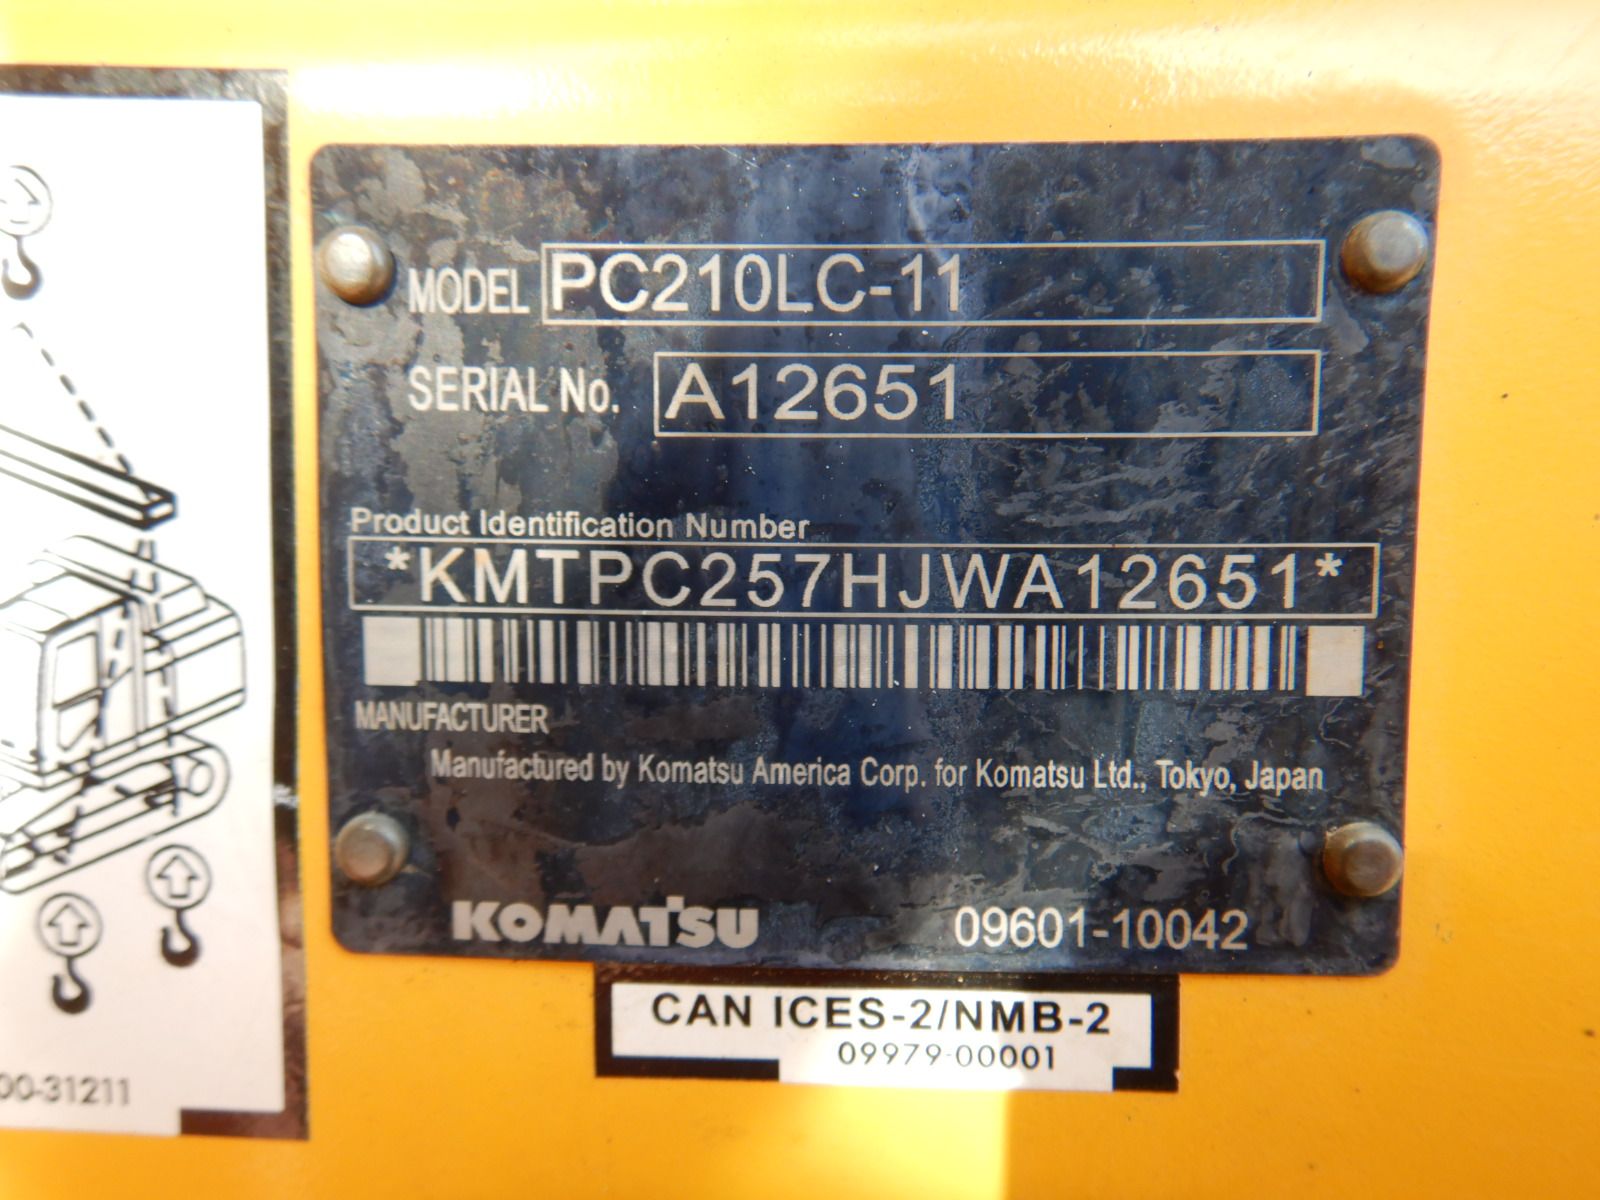 MODEL PC210LC-11
SERIAL No. A12651
Product Identification Number
*KMTPC257HJWA12651*
MANUFACTURER
Manufactured by Komatsu America Corp. for Komatsu Ltd., Tokyo, Japan
KOMATSU 09601-10042
CAN ICES-2/NMB-2
09979-00001
00-31211